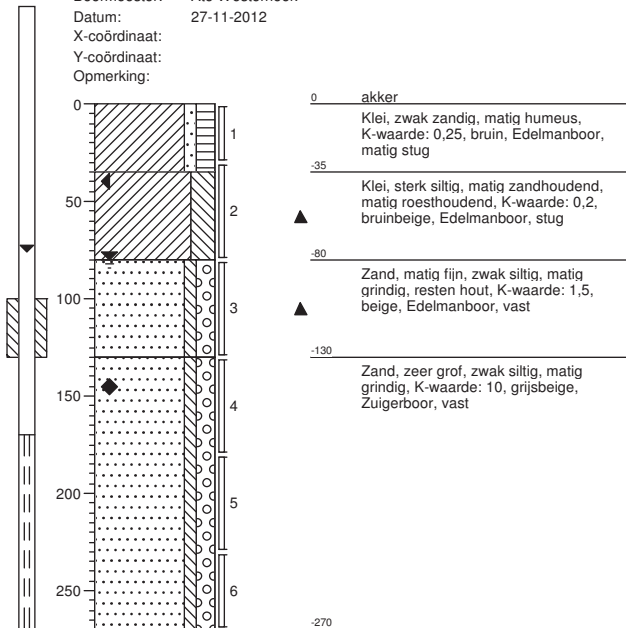 Datum: 27-11-2012
X-coördinaat:
Y-coördinaat:
Opmerking:
0
50
100
150
200
250
1
2
3
4
5
6
0 akker
Klei, zwak zandig, matig humeus,
K-waarde: 0,25, bruin, Edelmanboor,
matig stug
-35
Klei, sterk siltig, matig zandhoudend,
matig roesthoudend, K-waarde: 0,2,
bruinbeige, Edelmanboor, stug
-80
Zand, matig fijn, zwak siltig, matig
grindig, resten hout, K-waarde: 1,5,
beige, Edelmanboor, vast
-130
Zand, zeer grof, zwak siltig, matig
grindig, K-waarde: 10, grijsbeige,
Zuigerboor, vast
-270